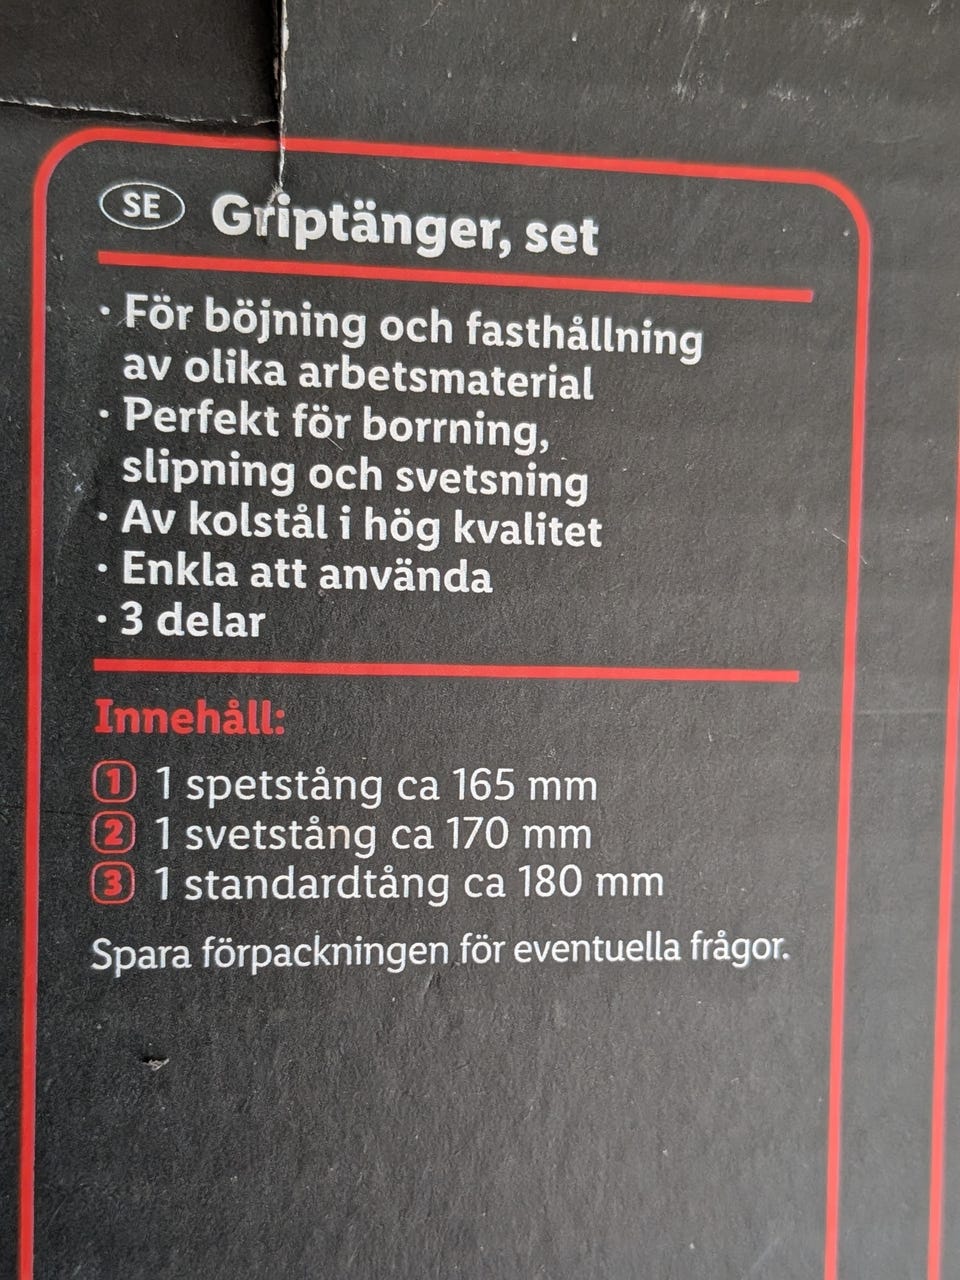 SE Griptänger, set
· För böjning och fasthållning
av olika arbetsmaterial
· Perfekt för borrning,
slipning och svetsning
· Av kolstål i hög kvalitet
· Enkla att använda
· 3 delar
Innehåll:
1 1 spetstång ca 165 mm
2 1 svetstång ca 170 mm
3 1 standardtång ca 180 mm
Spara förpackningen för eventuella frågor.